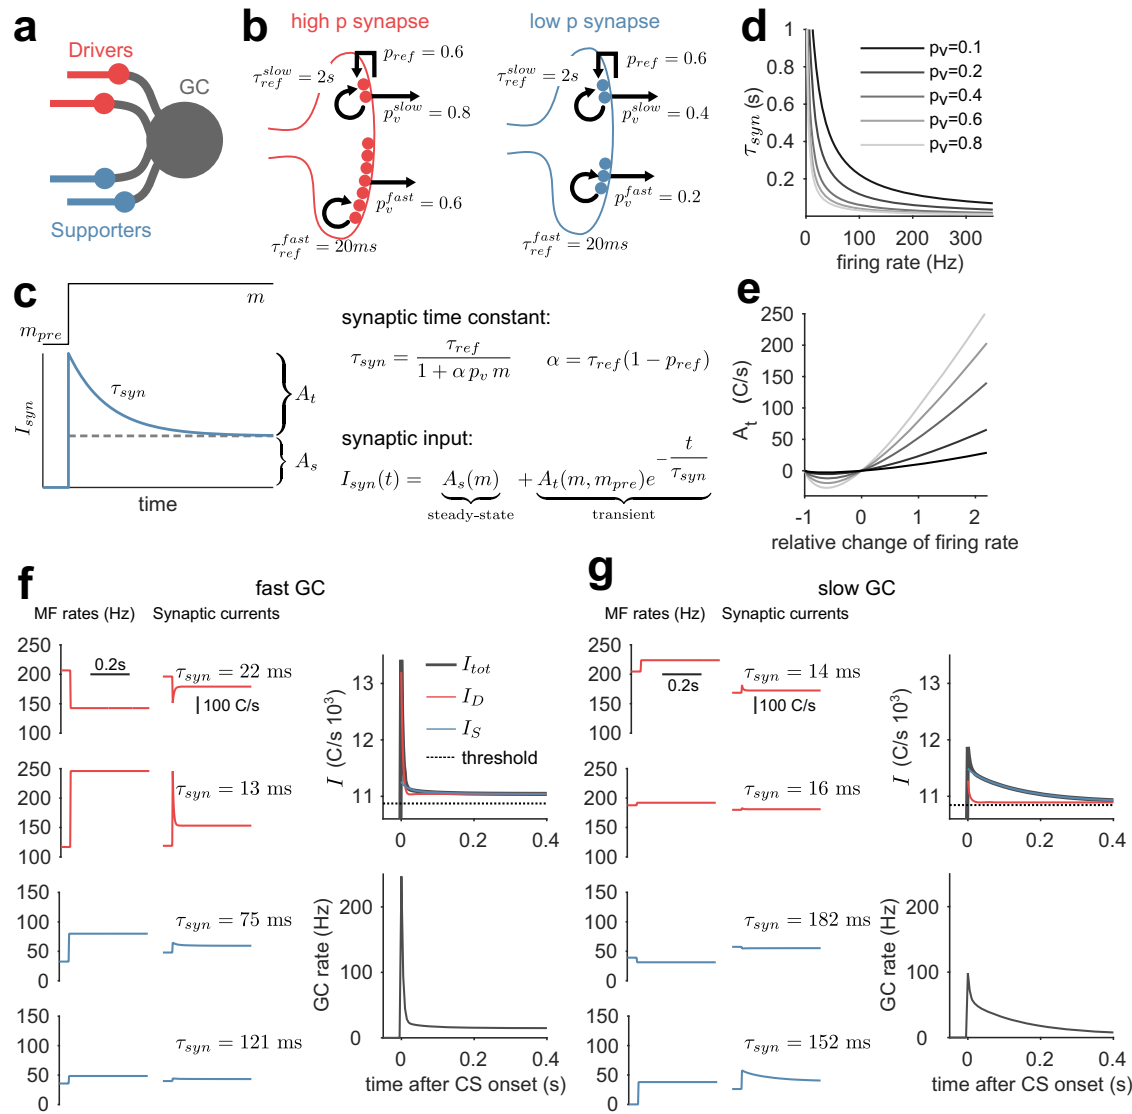 a
Drivers
GC
Supporters
b
high p synapse
p_ref = 0.6
τ_ref^slow = 2s
p_v^slow = 0.8
p_v^fast = 0.6
τ_ref^fast = 20ms
low p synapse
p_ref = 0.6
τ_ref^slow = 2s
p_v^slow = 0.4
p_v^fast = 0.2
τ_ref^fast = 20ms
d
1
0.8
0.6
0.4
0.2
τ_syn (s)
p_v=0.1
p_v=0.2
p_v=0.4
p_v=0.6
p_v=0.8
0 100 200 300
firing rate (Hz)
c
m
m_pre
τ_syn
I_syn
A_t
A_s
time
synaptic time constant:
τ_syn = τ_ref / (1 + α p_v m) α = τ_ref(1 − p_ref)
synaptic input:
I_syn(t) = A_s(m) + A_t(m, m_pre)e^(−t/τ_syn)
steady-state transient
e
250
200
150
100
50
0
A_t (C/s)
-1 0 1 2
relative change of firing rate
f
fast GC
MF rates (Hz) Synaptic currents
250
200
150
100
0.2s
τ_syn = 22 ms
100 C/s
250
200
150
100
τ_syn = 13 ms
150
100
50
0
τ_syn = 75 ms
150
100
50
0
τ_syn = 121 ms
I_tot
I_D
I_S
threshold
13
12
11
I (C/s 10³)
0 0.2 0.4
200
100
0
GC rate (Hz)
0 0.2 0.4
time after CS onset (s)
g
slow GC
MF rates (Hz) Synaptic currents
250
200
150
100
0.2s
τ_syn = 14 ms
100 C/s
250
200
150
100
τ_syn = 16 ms
150
100
50
0
τ_syn = 182 ms
150
100
50
0
τ_syn = 152 ms
13
12
11
I (C/s 10³)
0 0.2 0.4
200
100
0
GC rate (Hz)
0 0.2 0.4
time after CS onset (s)